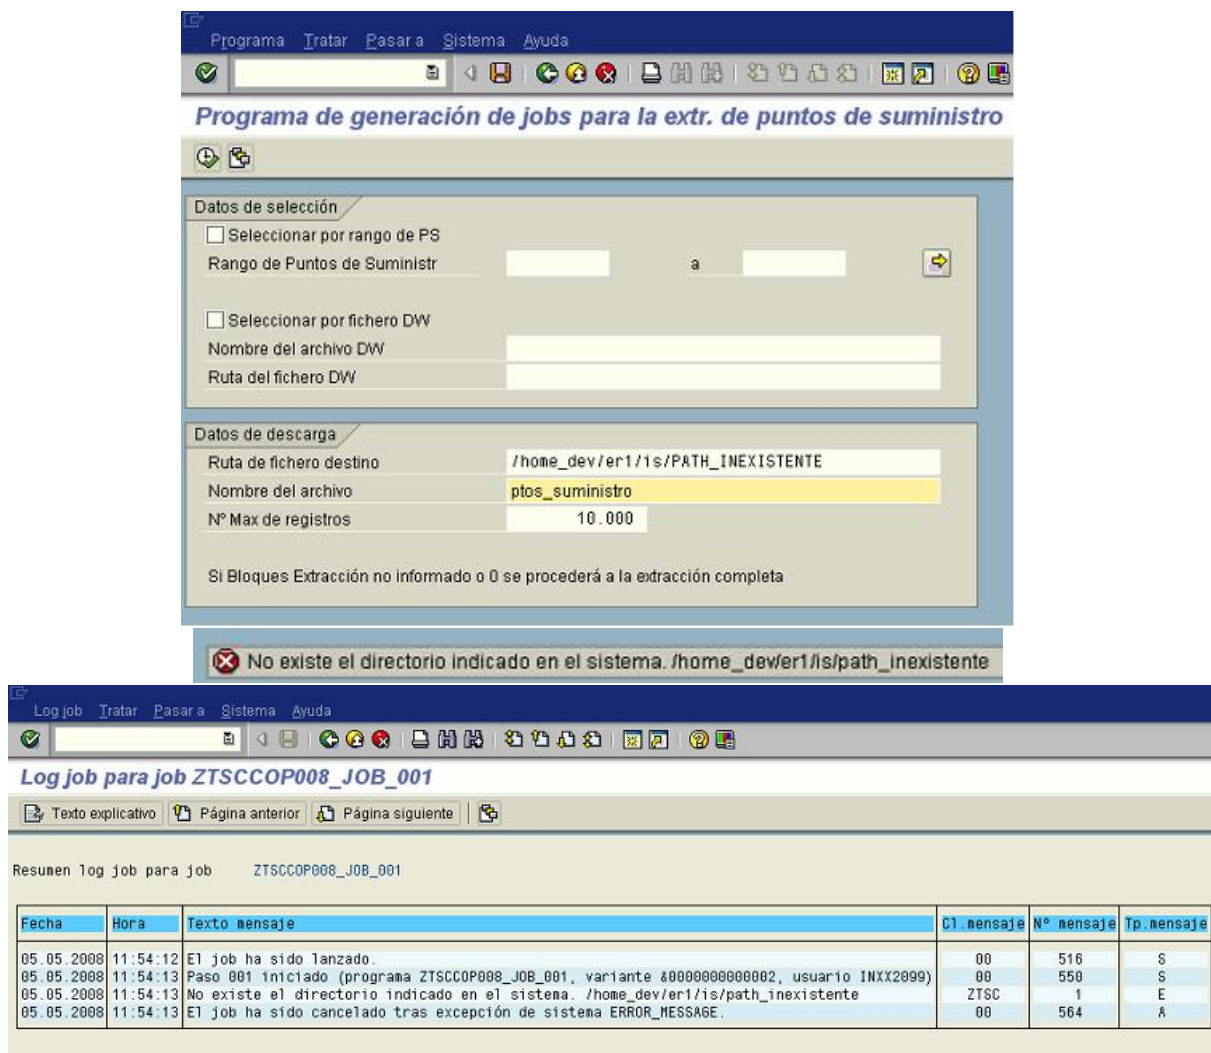 Programa Tratar Pasar a Sistema Ayuda
Programa de generación de jobs para la extr. de puntos de suministro
Datos de selección
Seleccionar por rango de PS
Rango de Puntos de Suministr a
Seleccionar por fichero DW
Nombre del archivo DW
Ruta del fichero DW
Datos de descarga
Ruta de fichero destino /home_dev/er1/is/PATH_INEXISTENTE
Nombre del archivo ptos_suministro
Nº Max de registros 10.000
Si Bloques Extracción no informado o 0 se procederá a la extracción completa
No existe el directorio indicado en el sistema. /home_dev/er1/is/path_inexistente
Log job Tratar Pasar a Sistema Ayuda
Log job para job ZTSCCOP008_JOB_001
Texto explicativo Página anterior Página siguiente
Resumen log job para job ZTSCCOP008_JOB_001
Fecha Hora Texto mensaje Cl.mensaje Nº mensaje Tp.mensaje
05.05.2008 11:54:12 El job ha sido lanzado. 00 516 S
05.05.2008 11:54:13 Paso 001 iniciado (programa ZTSCCOP008_JOB_001, variante &0000000000002, usuario INXX2099) 00 550 S
05.05.2008 11:54:13 No existe el directorio indicado en el sistema. /home_dev/er1/is/path_inexistente ZTSC 1 E
05.05.2008 11:54:13 El job ha sido cancelado tras excepción de sistema ERROR_MESSAGE. 00 564 A